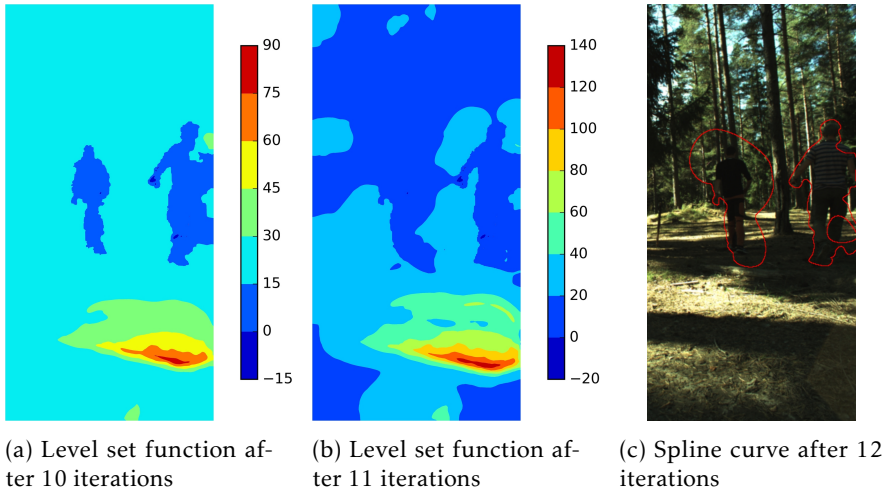 90
75
60
45
30
15
0
−15
140
120
100
80
60
40
20
0
−20
(a) Level set function af-
ter 10 iterations
(b) Level set function af-
ter 11 iterations
(c) Spline curve after 12
iterations